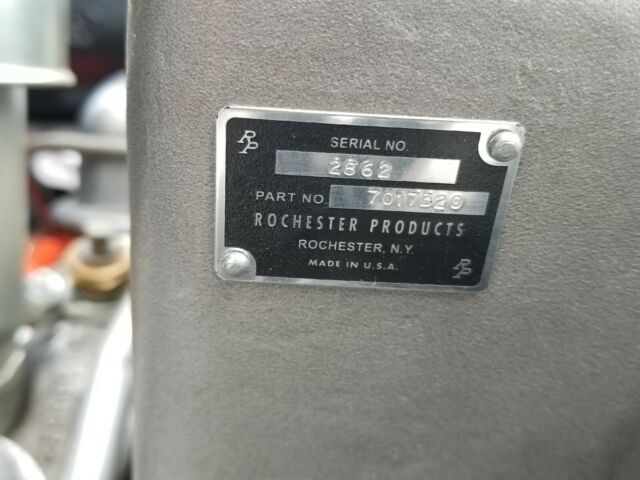 RP
SERIAL NO.
2862
PART NO. 7017320
ROCHESTER PRODUCTS
ROCHESTER, N.Y.
MADE IN U.S.A.
RP